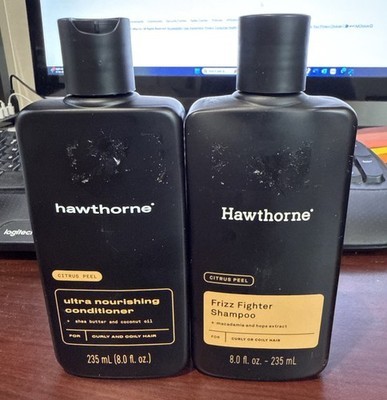 hawthorne®
CITRUS PEEL
ultra nourishing
conditioner
+ shea butter and coconut oil
FOR CURLY AND COILY HAIR
235 mL (8.0 fl. oz.)
Hawthorne®
CITRUS PEEL
Frizz Fighter
Shampoo
+ macadamia and hops extract
FOR CURLY OR COILY HAIR
8.0 fl. oz. - 235 mL
logitech